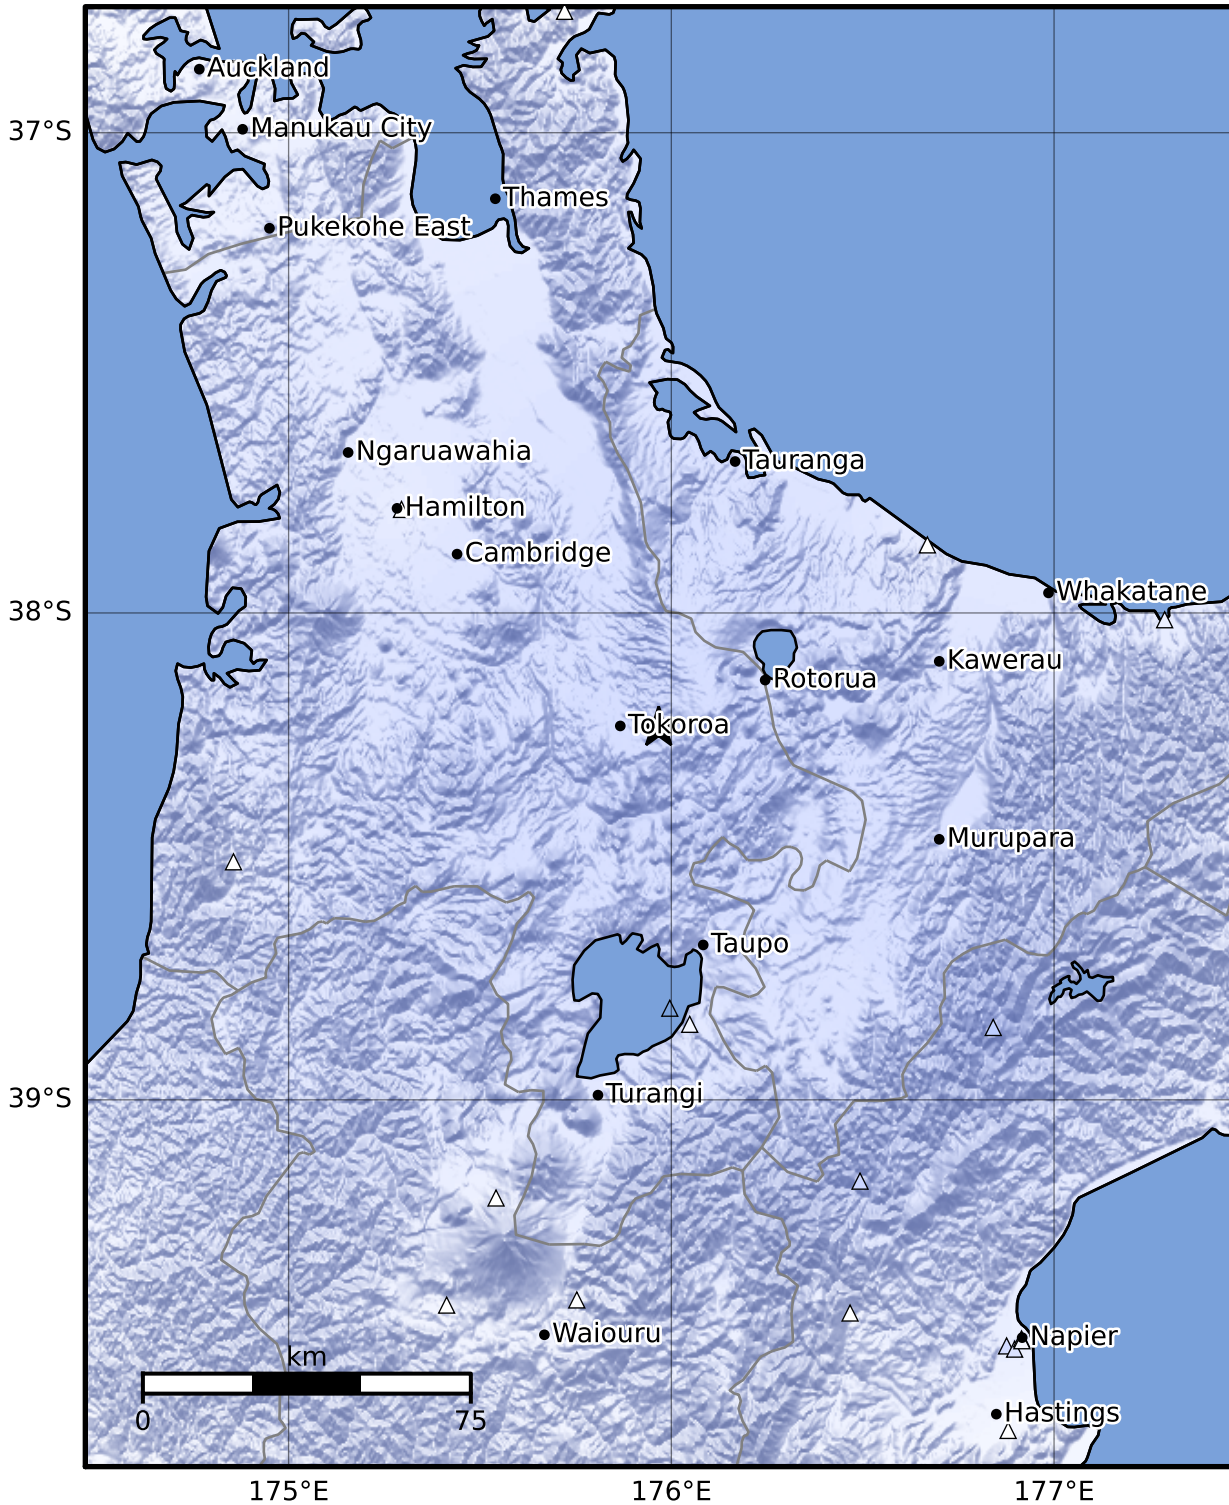 Auckland
Manukau City
37°S
Thames
Pukekohe East
Ngaruawahia
Tauranga
Hamilton
Cambridge
Whakatane
38°S
Kawerau
Rotorua
Tokoroa
Murupara
Taupo
Turangi
39°S
Waiouru
Napier
km
Hastings
0 75
175°E 176°E 177°E